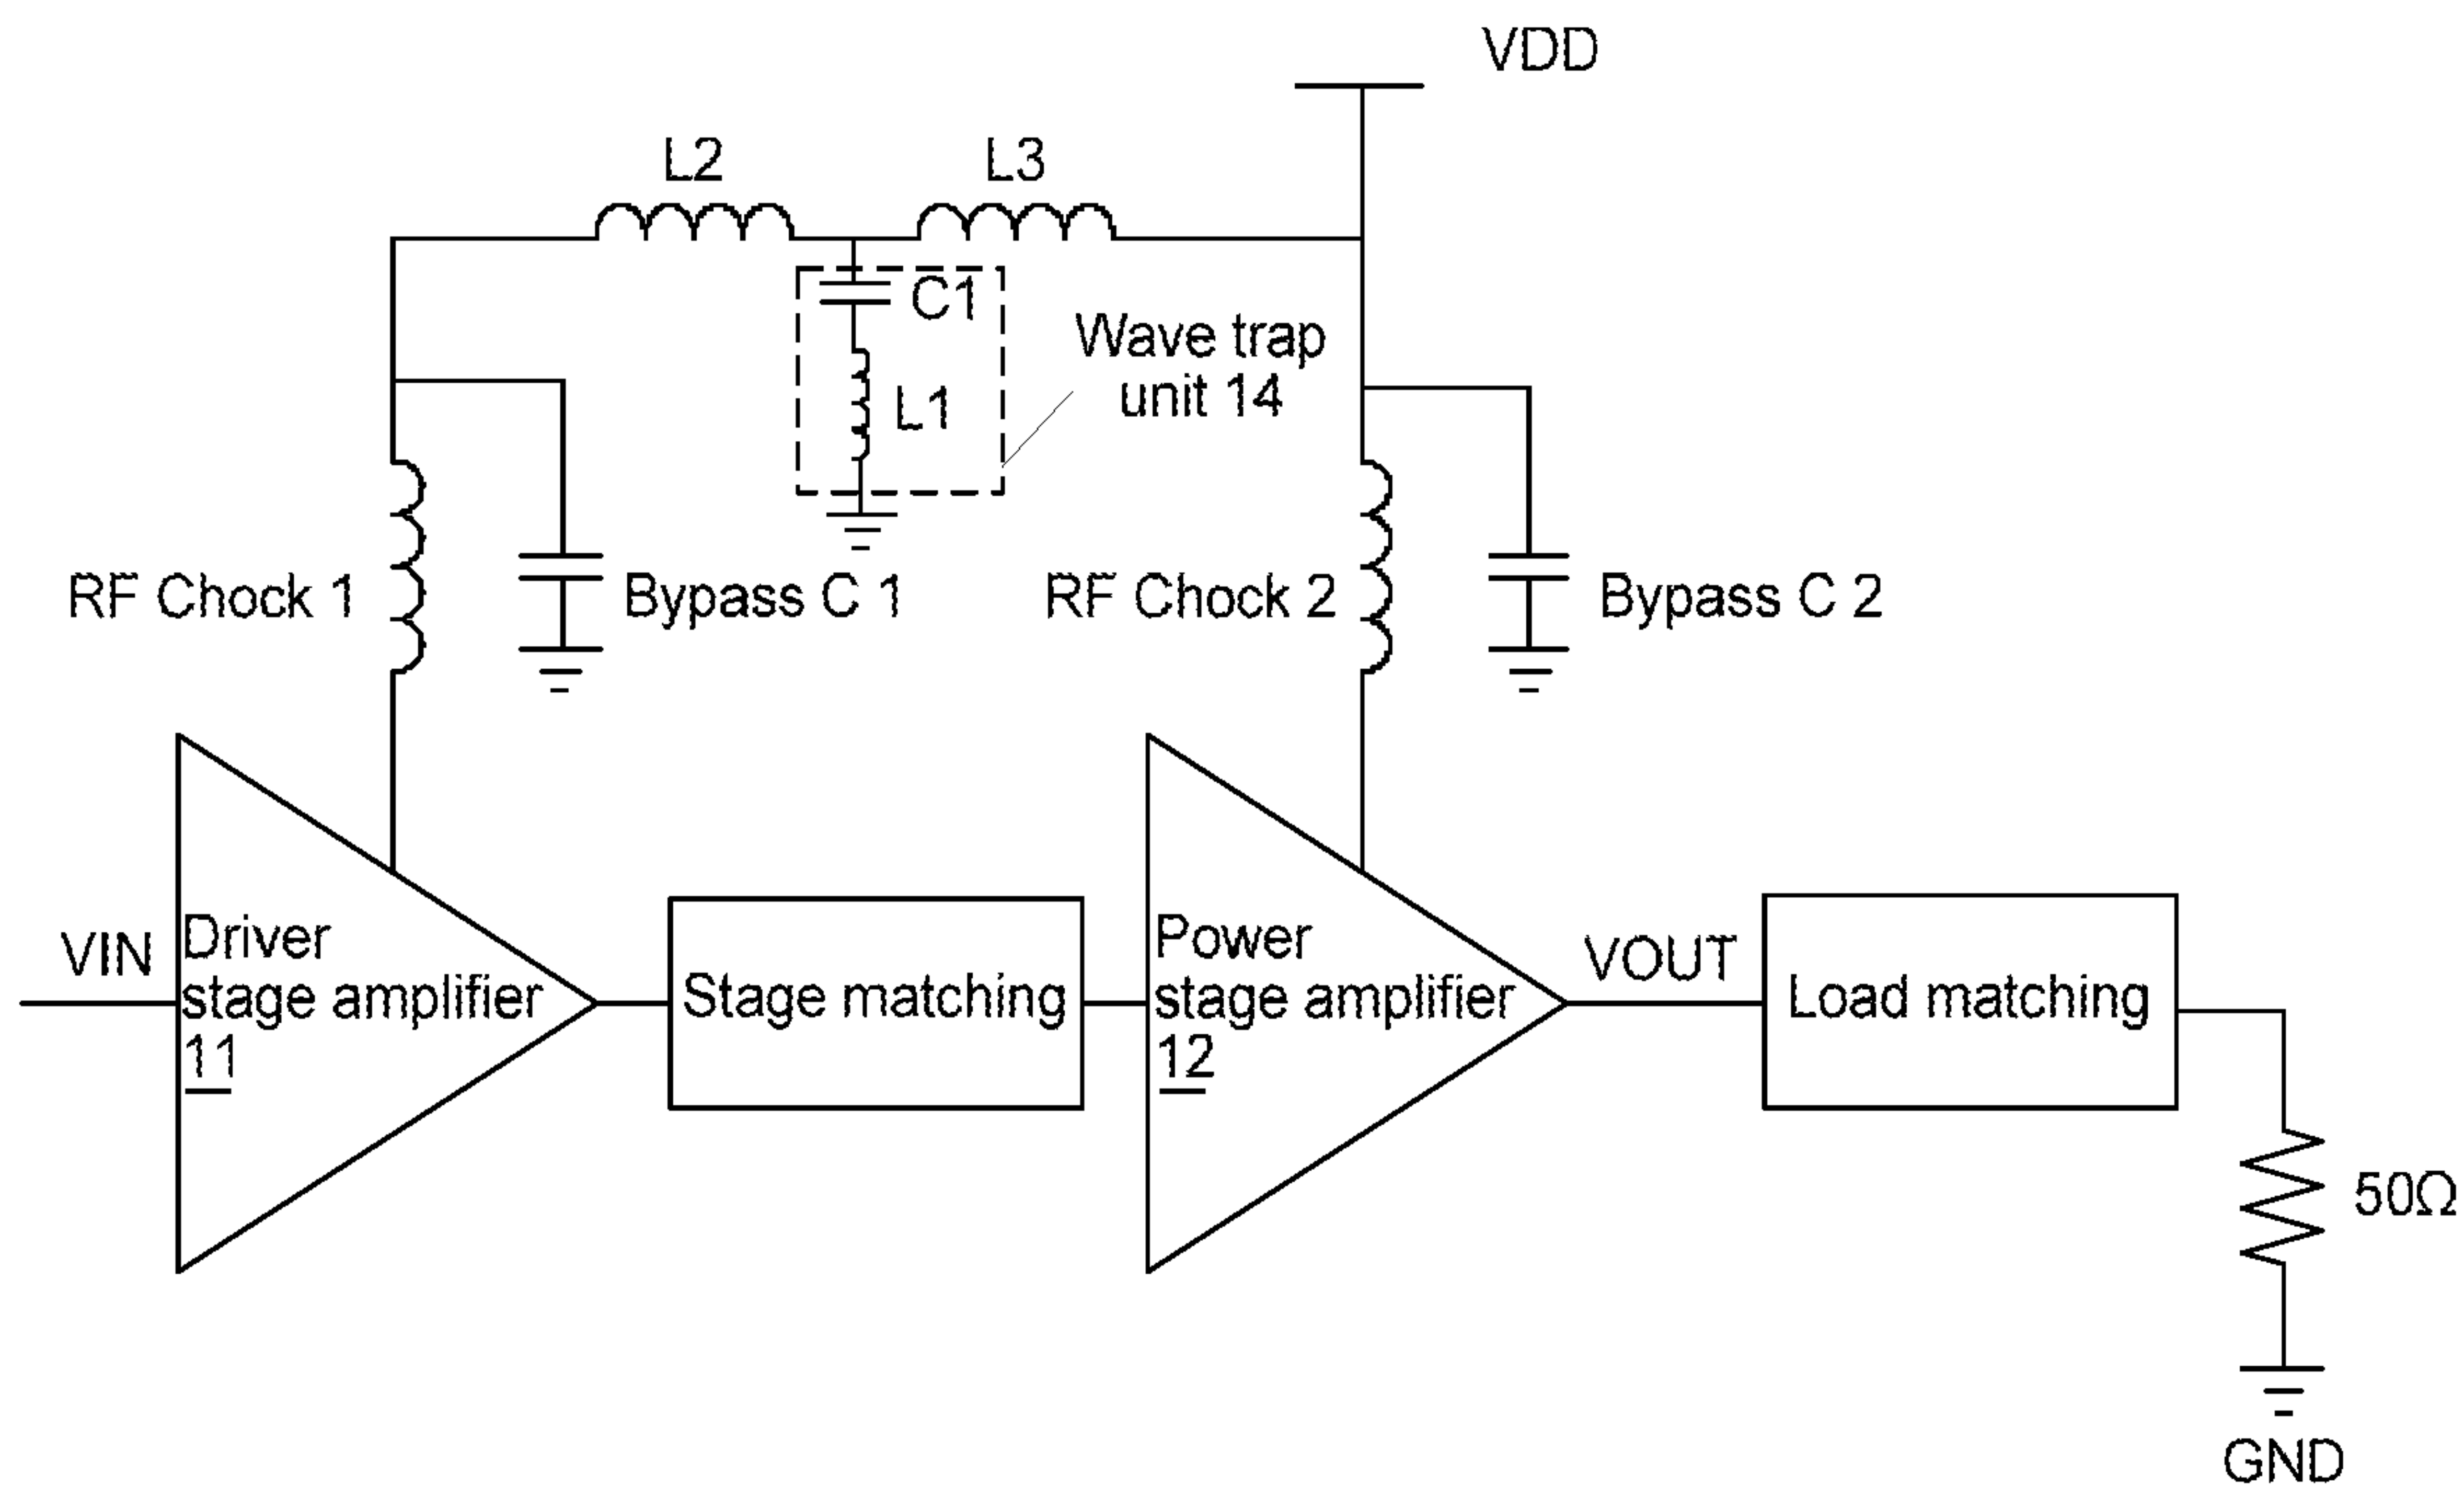 VDD
L2
L3
C1
Wave trap
unit 14
L1
RF Chock 1
Bypass C 1
RF Chock 2
Bypass C 2
VIN
Driver
stage amplifier
11
Stage matching
Power
stage amplifier
12
VOUT
Load matching
50Ω
GND